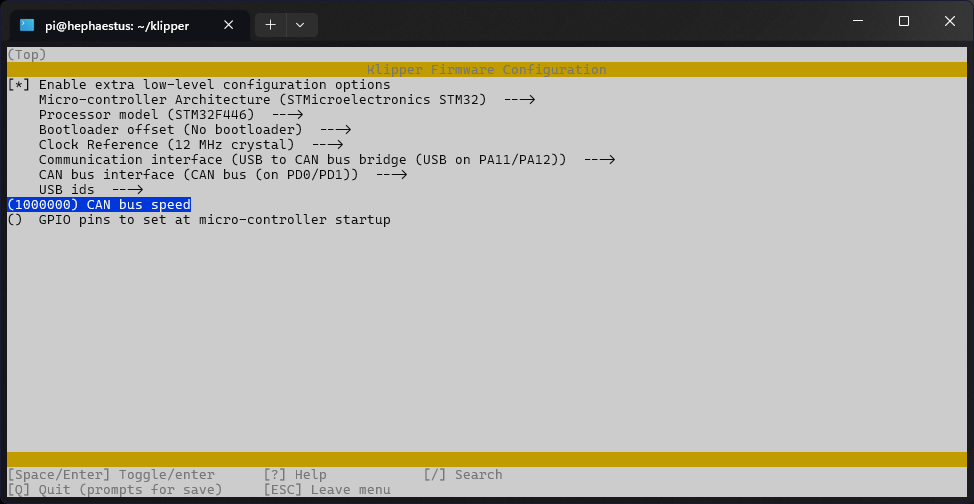 pi@hephaestus: ~/klipper
(Top)
Klipper Firmware Configuration
[*] Enable extra low-level configuration options
Micro-controller Architecture (STMicroelectronics STM32) --->
Processor model (STM32F446) --->
Bootloader offset (No bootloader) --->
Clock Reference (12 MHz crystal) --->
Communication interface (USB to CAN bus bridge (USB on PA11/PA12)) --->
CAN bus interface (CAN bus (on PD0/PD1)) --->
USB ids --->
(1000000) CAN bus speed
() GPIO pins to set at micro-controller startup
[Space/Enter] Toggle/enter [?] Help [/] Search
[Q] Quit (prompts for save) [ESC] Leave menu